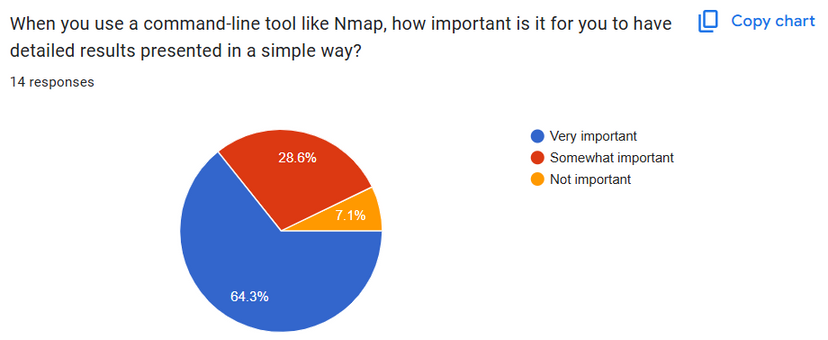 When you use a command-line tool like Nmap, how important is it for you to have
detailed results presented in a simple way?
Copy chart
14 responses
28.6%
7.1%
64.3%
Very important
Somewhat important
Not important